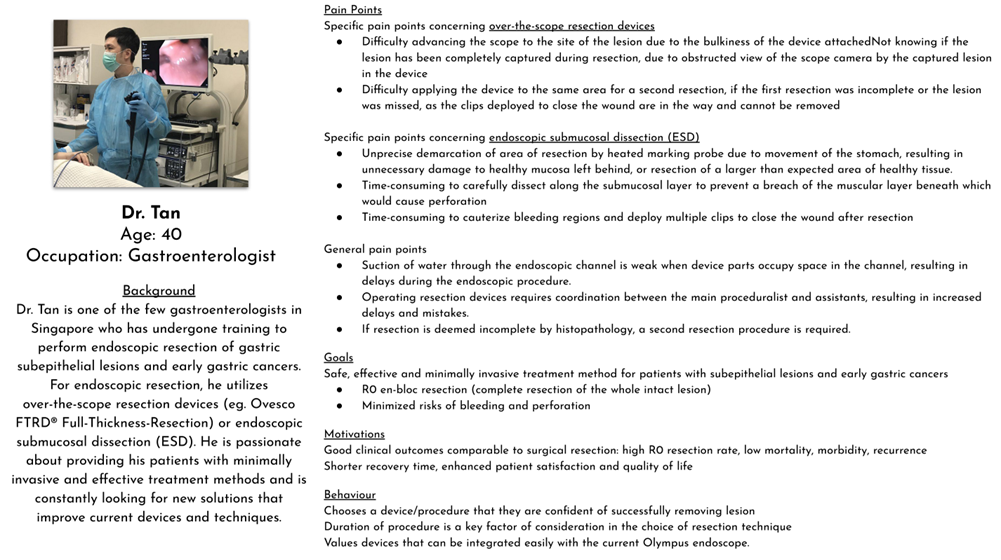 Dr. Tan
Age: 40
Occupation: Gastroenterologist
Background
Dr. Tan is one of the few gastroenterologists in
Singapore who has undergone training to
perform endoscopic resection of gastric
subepithelial lesions and early gastric cancers.
For endoscopic resection, he utilizes
over-the-scope resection devices (eg. Ovesco
FTRD® Full-Thickness-Resection) or endoscopic
submucosal dissection (ESD). He is passionate
about providing his patients with minimally
invasive and effective treatment methods and is
constantly looking for new solutions that
improve current devices and techniques.
Pain Points
Specific pain points concerning over-the-scope resection devices
● Difficulty advancing the scope to the site of the lesion due to the bulkiness of the device attachedNot knowing if the
lesion has been completely captured during resection, due to obstructed view of the scope camera by the captured lesion
in the device
● Difficulty applying the device to the same area for a second resection, if the first resection was incomplete or the lesion
was missed, as the clips deployed to close the wound are in the way and cannot be removed
Specific pain points concerning endoscopic submucosal dissection (ESD)
● Unprecise demarcation of area of resection by heated marking probe due to movement of the stomach, resulting in
unnecessary damage to healthy mucosa left behind, or resection of a larger than expected area of healthy tissue.
● Time-consuming to carefully dissect along the submucosal layer to prevent a breach of the muscular layer beneath which
would cause perforation
● Time-consuming to cauterize bleeding regions and deploy multiple clips to close the wound after resection
General pain points
● Suction of water through the endoscopic channel is weak when device parts occupy space in the channel, resulting in
delays during the endoscopic procedure.
● Operating resection devices requires coordination between the main proceduralist and assistants, resulting in increased
delays and mistakes.
● If resection is deemed incomplete by histopathology, a second resection procedure is required.
Goals
Safe, effective and minimally invasive treatment method for patients with subepithelial lesions and early gastric cancers
● R0 en-bloc resection (complete resection of the whole intact lesion)
● Minimized risks of bleeding and perforation
Motivations
Good clinical outcomes comparable to surgical resection: high R0 resection rate, low mortality, morbidity, recurrence
Shorter recovery time, enhanced patient satisfaction and quality of life
Behaviour
Chooses a device/procedure that they are confident of successfully removing lesion
Duration of procedure is a key factor of consideration in the choice of resection technique
Values devices that can be integrated easily with the current Olympus endoscope.